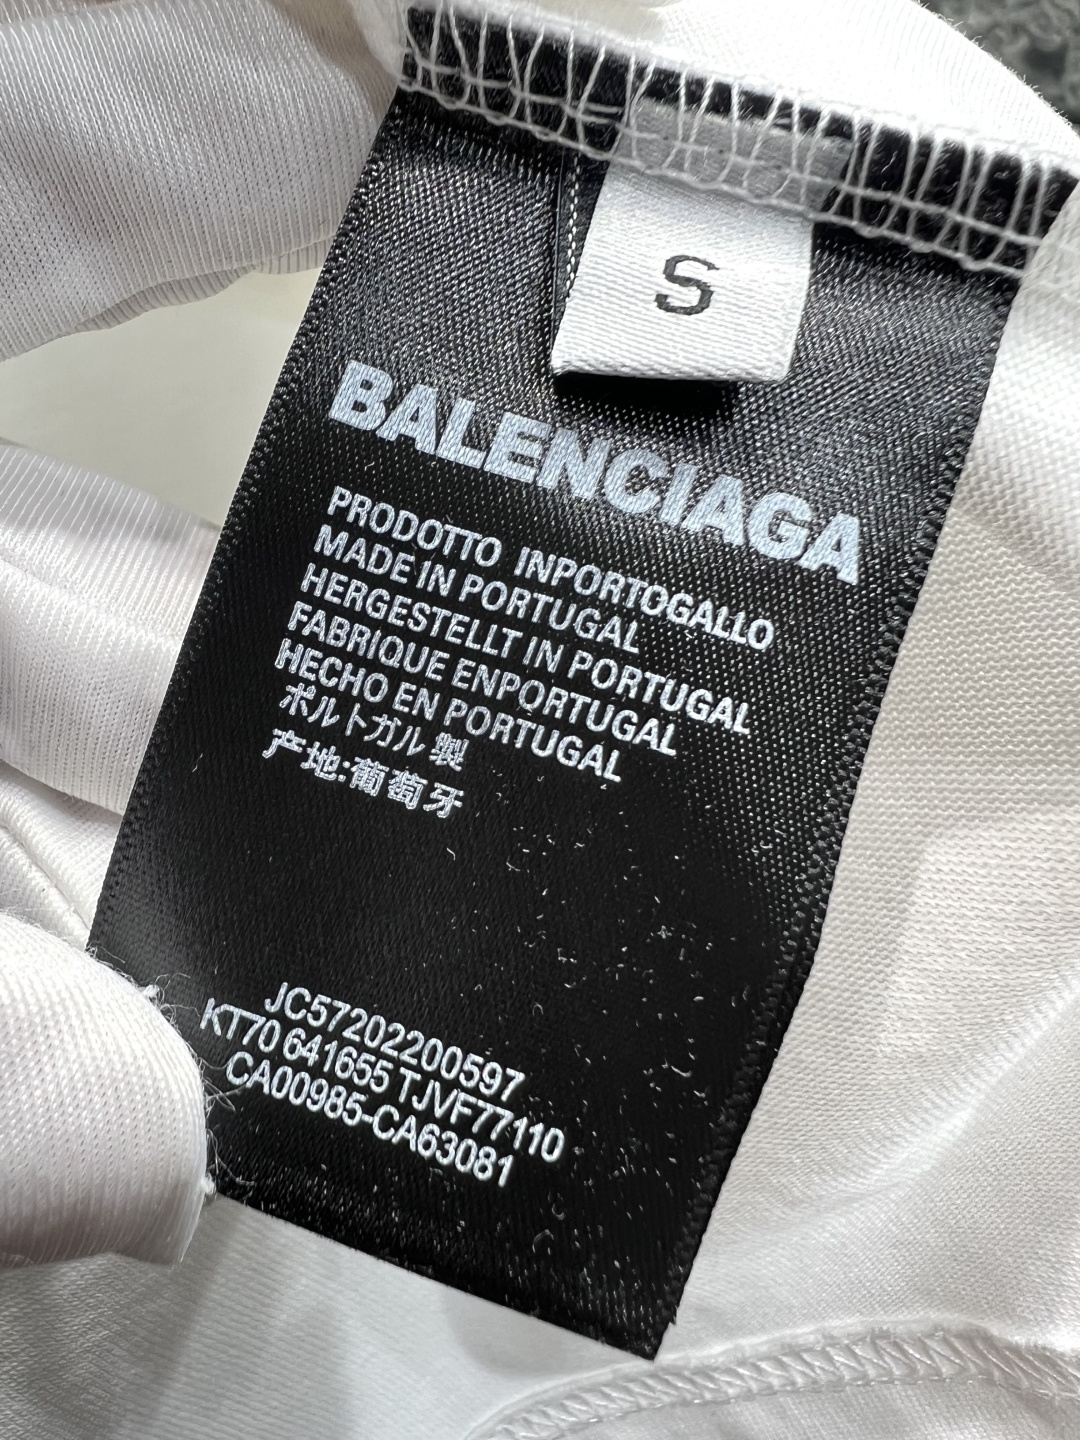 S
BALENCIAGA
PRODOTTO INPORTOGALLO
MADE IN PORTUGAL
HERGESTELLT IN PORTUGAL
FABRIQUE ENPORTUGAL
HECHO EN PORTUGAL
ポルトガル製
产地:葡萄牙
JC57202200597
KT70 641655 TJVF77110
CA00985-CA63081